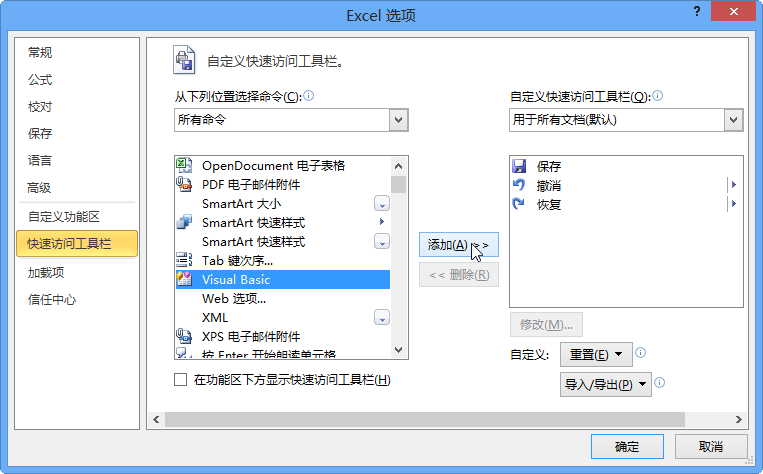 Excel 选项
常规
公式
校对
保存
语言
高级
自定义功能区
快速访问工具栏
加载项
信任中心
自定义快速访问工具栏。
从下列位置选择命令(C):
所有命令
OpenDocument 电子表格
PDF 电子邮件附件
SmartArt 大小
SmartArt 快速样式
SmartArt 快速样式
Tab 键次序...
Visual Basic
Web 选项...
XML
XPS 电子邮件附件
按 Enter 开始朗读单元格
在功能区下方显示快速访问工具栏(H)
添加(A) >>
<< 删除(R)
自定义快速访问工具栏(Q):
用于所有文档(默认)
保存
撤消
恢复
修改(M)...
自定义:
重置(E)
导入/导出(P)
确定
取消